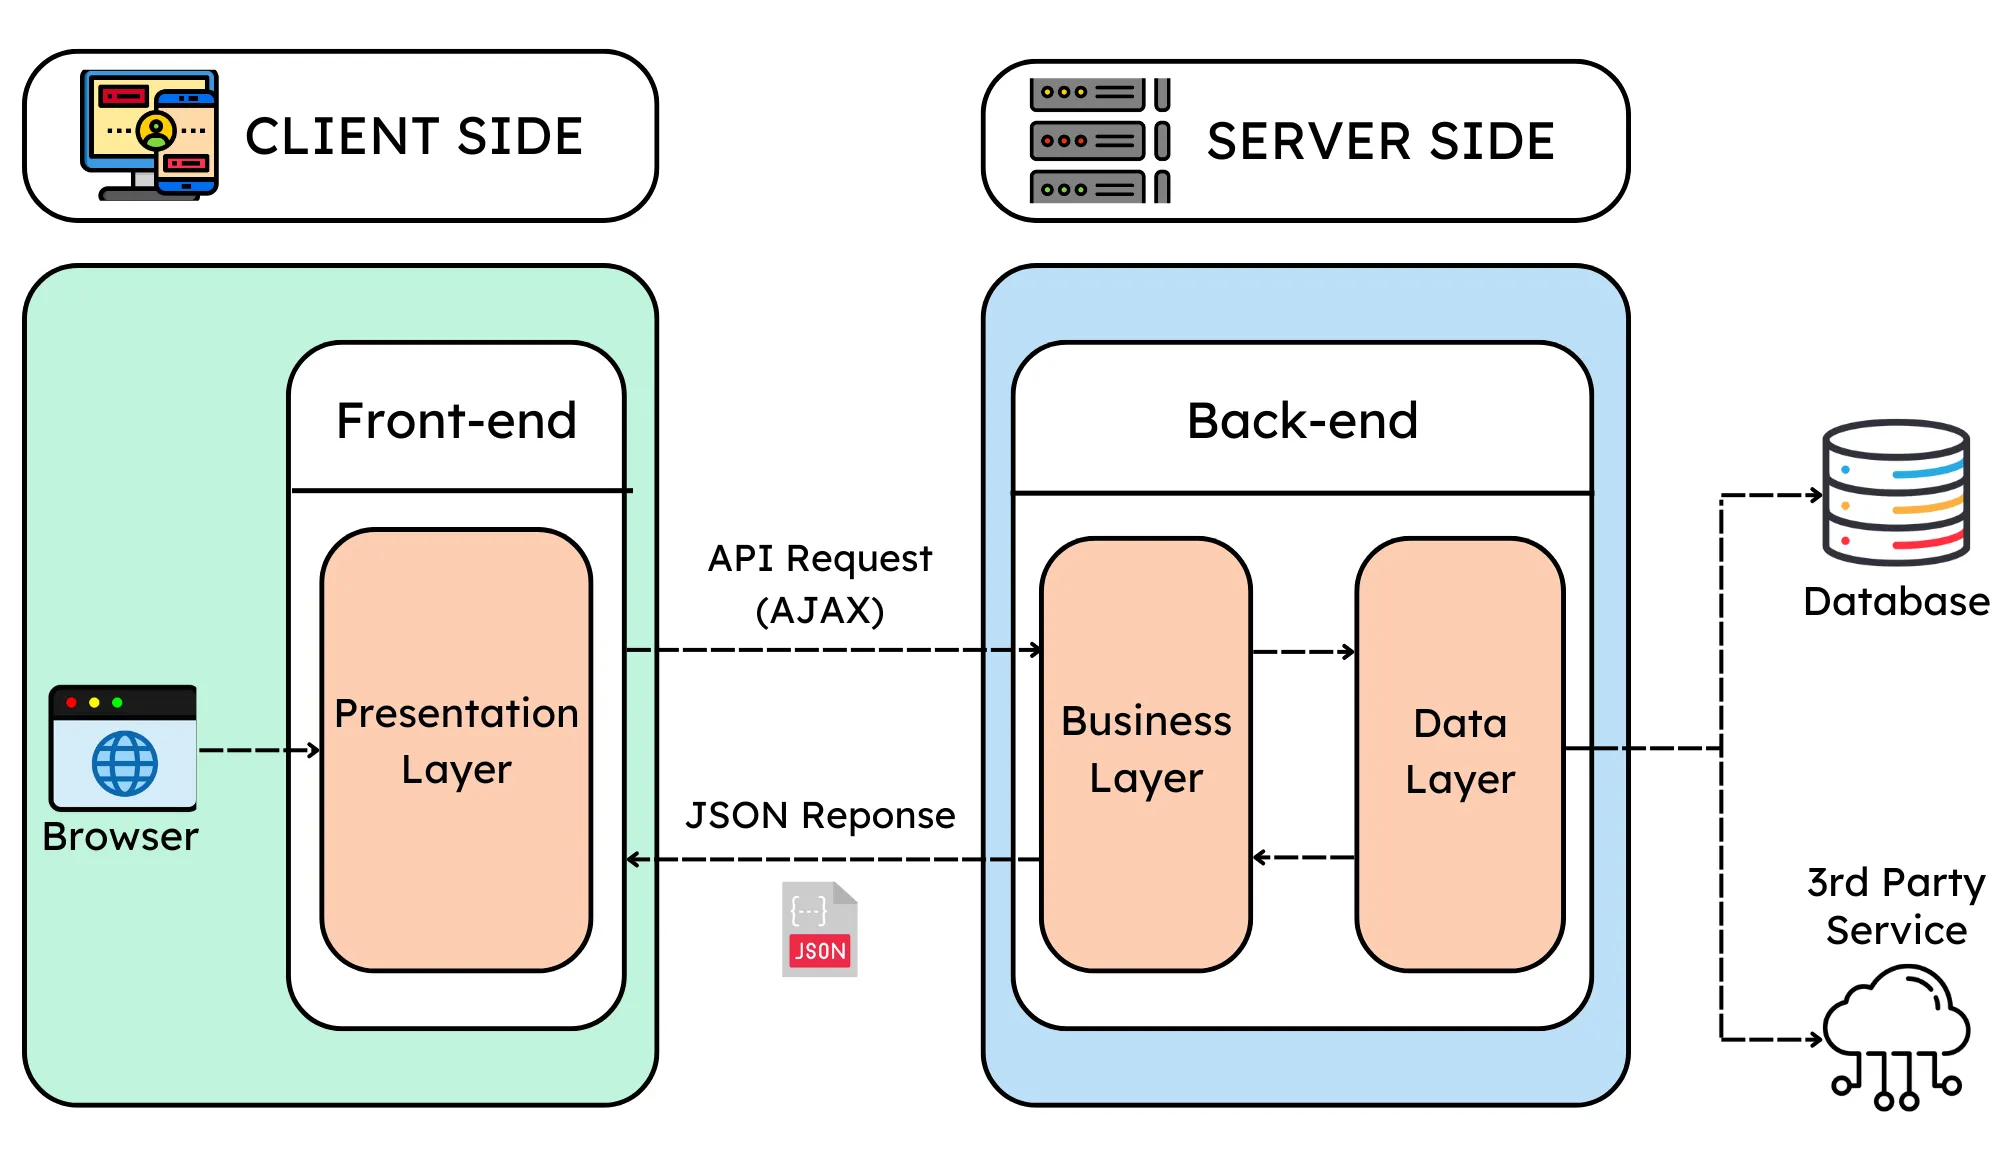 CLIENT SIDE
SERVER SIDE
Front-end
Back-end
API Request
(AJAX)
Database
Presentation
Layer
Business
Layer
Data
Layer
Browser
JSON Reponse
JSON
3rd Party
Service